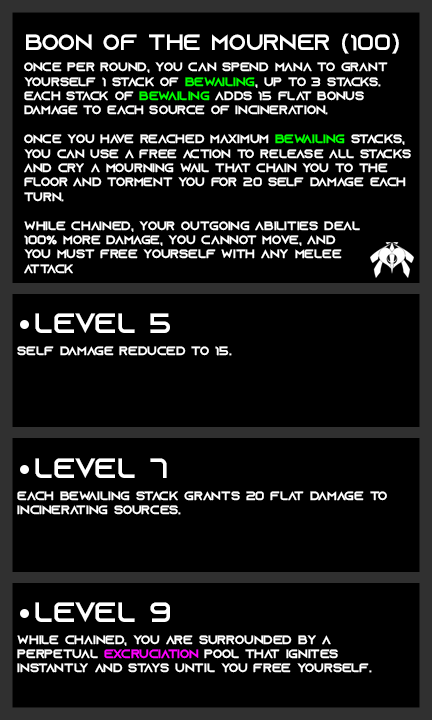 BOON OF THE MOURNER (100)
ONCE PER ROUND, YOU CAN SPEND MANA TO GRANT
YOURSELF 1 STACK OF BEWAILING, UP TO 3 STACKS.
EACH STACK OF BEWAILING ADDS 15 FLAT BONUS
DAMAGE TO EACH SOURCE OF INCINERATION.
ONCE YOU HAVE REACHED MAXIMUM BEWAILING STACKS,
YOU CAN USE A FREE ACTION TO RELEASE ALL STACKS
AND CRY A MOURNING WAIL THAT CHAIN YOU TO THE
FLOOR AND TORMENT YOU FOR 20 SELF DAMAGE EACH
TURN.
WHILE CHAINED, YOUR OUTGOING ABILITIES DEAL
100% MORE DAMAGE, YOU CANNOT MOVE, AND
YOU MUST FREE YOURSELF WITH ANY MELEE
ATTACK
•LEVEL 5
SELF DAMAGE REDUCED TO 15.
•LEVEL 7
EACH BEWAILING STACK GRANTS 20 FLAT DAMAGE TO
INCINERATING SOURCES.
•LEVEL 9
WHILE CHAINED, YOU ARE SURROUNDED BY A
PERPETUAL EXCRUCIATION POOL THAT IGNITES
INSTANTLY AND STAYS UNTIL YOU FREE YOURSELF.